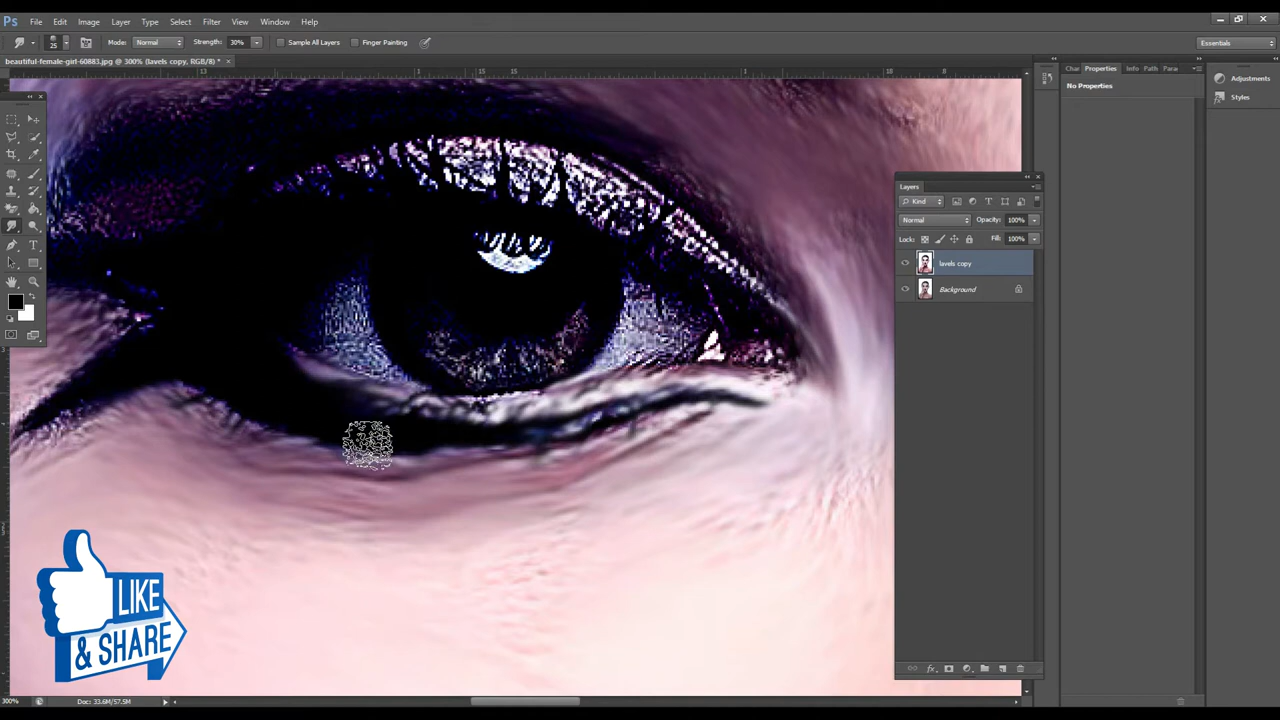 Ps File Edit Image Layer Type Select Filter View Window Help
25 Mode: Normal Strength: 30% Sample All Layers Finger Painting Essentials
beautiful-female-girl-60883.jpg @ 300% (lavels copy, RGB/8) * ×
Char Properties Info Path Para
No Properties
Adjustments
Styles
Layers
Kind
Normal Opacity: 100%
Lock: Fill: 100%
lavels copy
Background
LIKE
& SHARE
300% Doc: 33.6M/57.5M